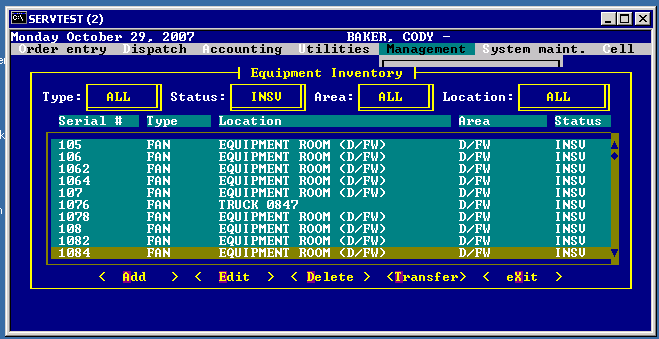 SERVTEST (2)
Monday October 29, 2007 BAKER, CODY -
Order entry Dispatch Accounting Utilities Management System maint. Cell
Equipment Inventory
Type: ALL Status: INSV Area: ALL Location: ALL
Serial # Type Location Area Status
105 FAN EQUIPMENT ROOM (D/FW) D/FW INSV
106 FAN EQUIPMENT ROOM (D/FW) D/FW INSV
1062 FAN EQUIPMENT ROOM (D/FW) D/FW INSV
1064 FAN EQUIPMENT ROOM (D/FW) D/FW INSV
107 FAN EQUIPMENT ROOM (D/FW) D/FW INSV
1076 FAN TRUCK 0847 D/FW INSV
1078 FAN EQUIPMENT ROOM (D/FW) D/FW INSV
108 FAN EQUIPMENT ROOM (D/FW) D/FW INSV
1082 FAN EQUIPMENT ROOM (D/FW) D/FW INSV
1084 FAN EQUIPMENT ROOM (D/FW) D/FW INSV
< Add > < Edit > < Delete > <Transfer> < eXit >